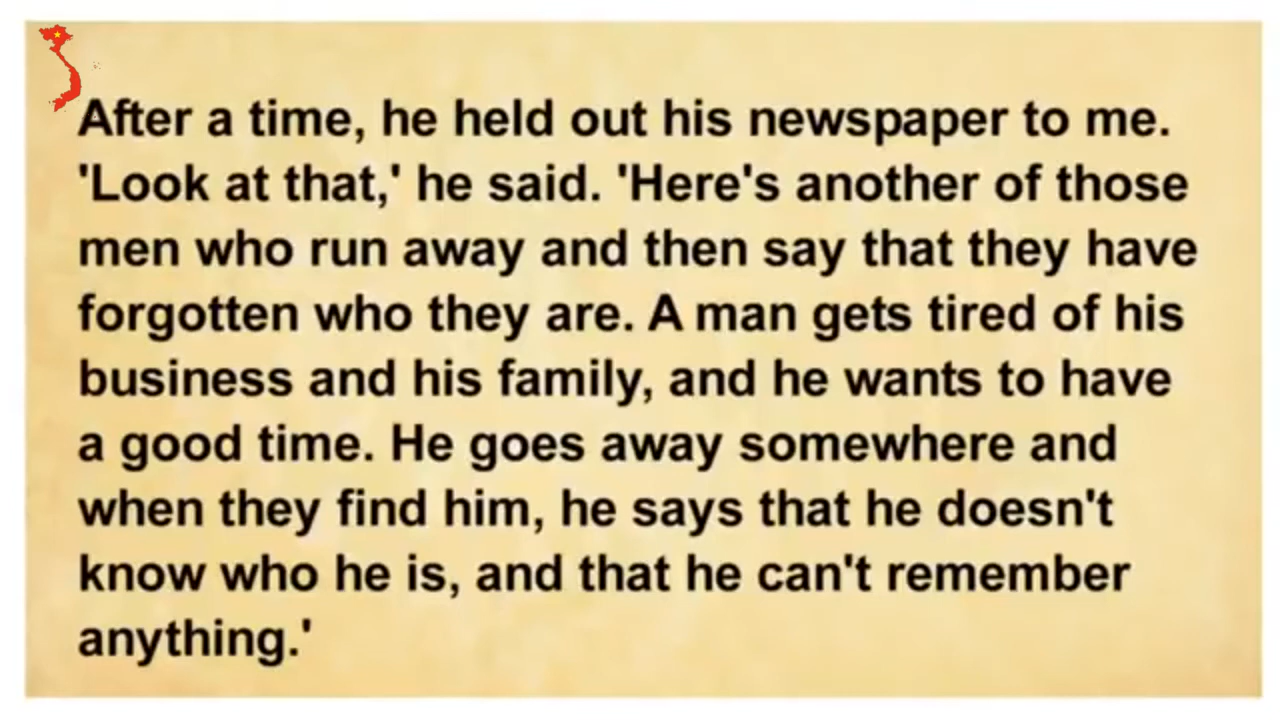 After a time, he held out his newspaper to me.
'Look at that,' he said. 'Here's another of those
men who run away and then say that they have
forgotten who they are. A man gets tired of his
business and his family, and he wants to have
a good time. He goes away somewhere and
when they find him, he says that he doesn't
know who he is, and that he can't remember
anything.'